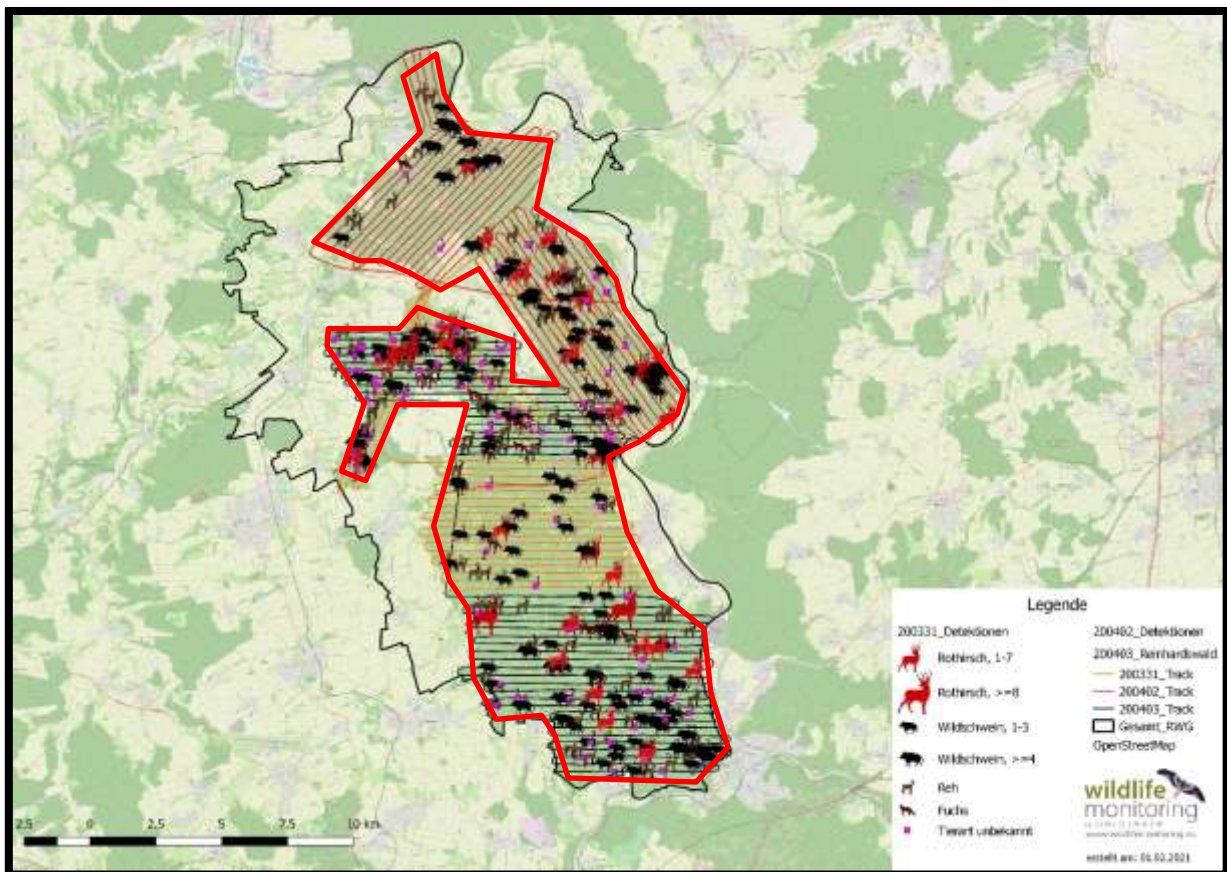 Legende
200331_Detektionen
Rothirsch, 1-7
Rothirsch, >=8
Wildschwein, 1-3
Wildschwein, >=4
Reh
Fuchs
Tierart unbekannt
200402_Detektionen
200403_Reinhardswald
200331_Track
200402_Track
200403_Track
Gesamt_RWG
OpenStreetMap
wildlife
monitoring
erstellt am: 01.02.2021
2.5 0 2.5 5 7.5 10 km